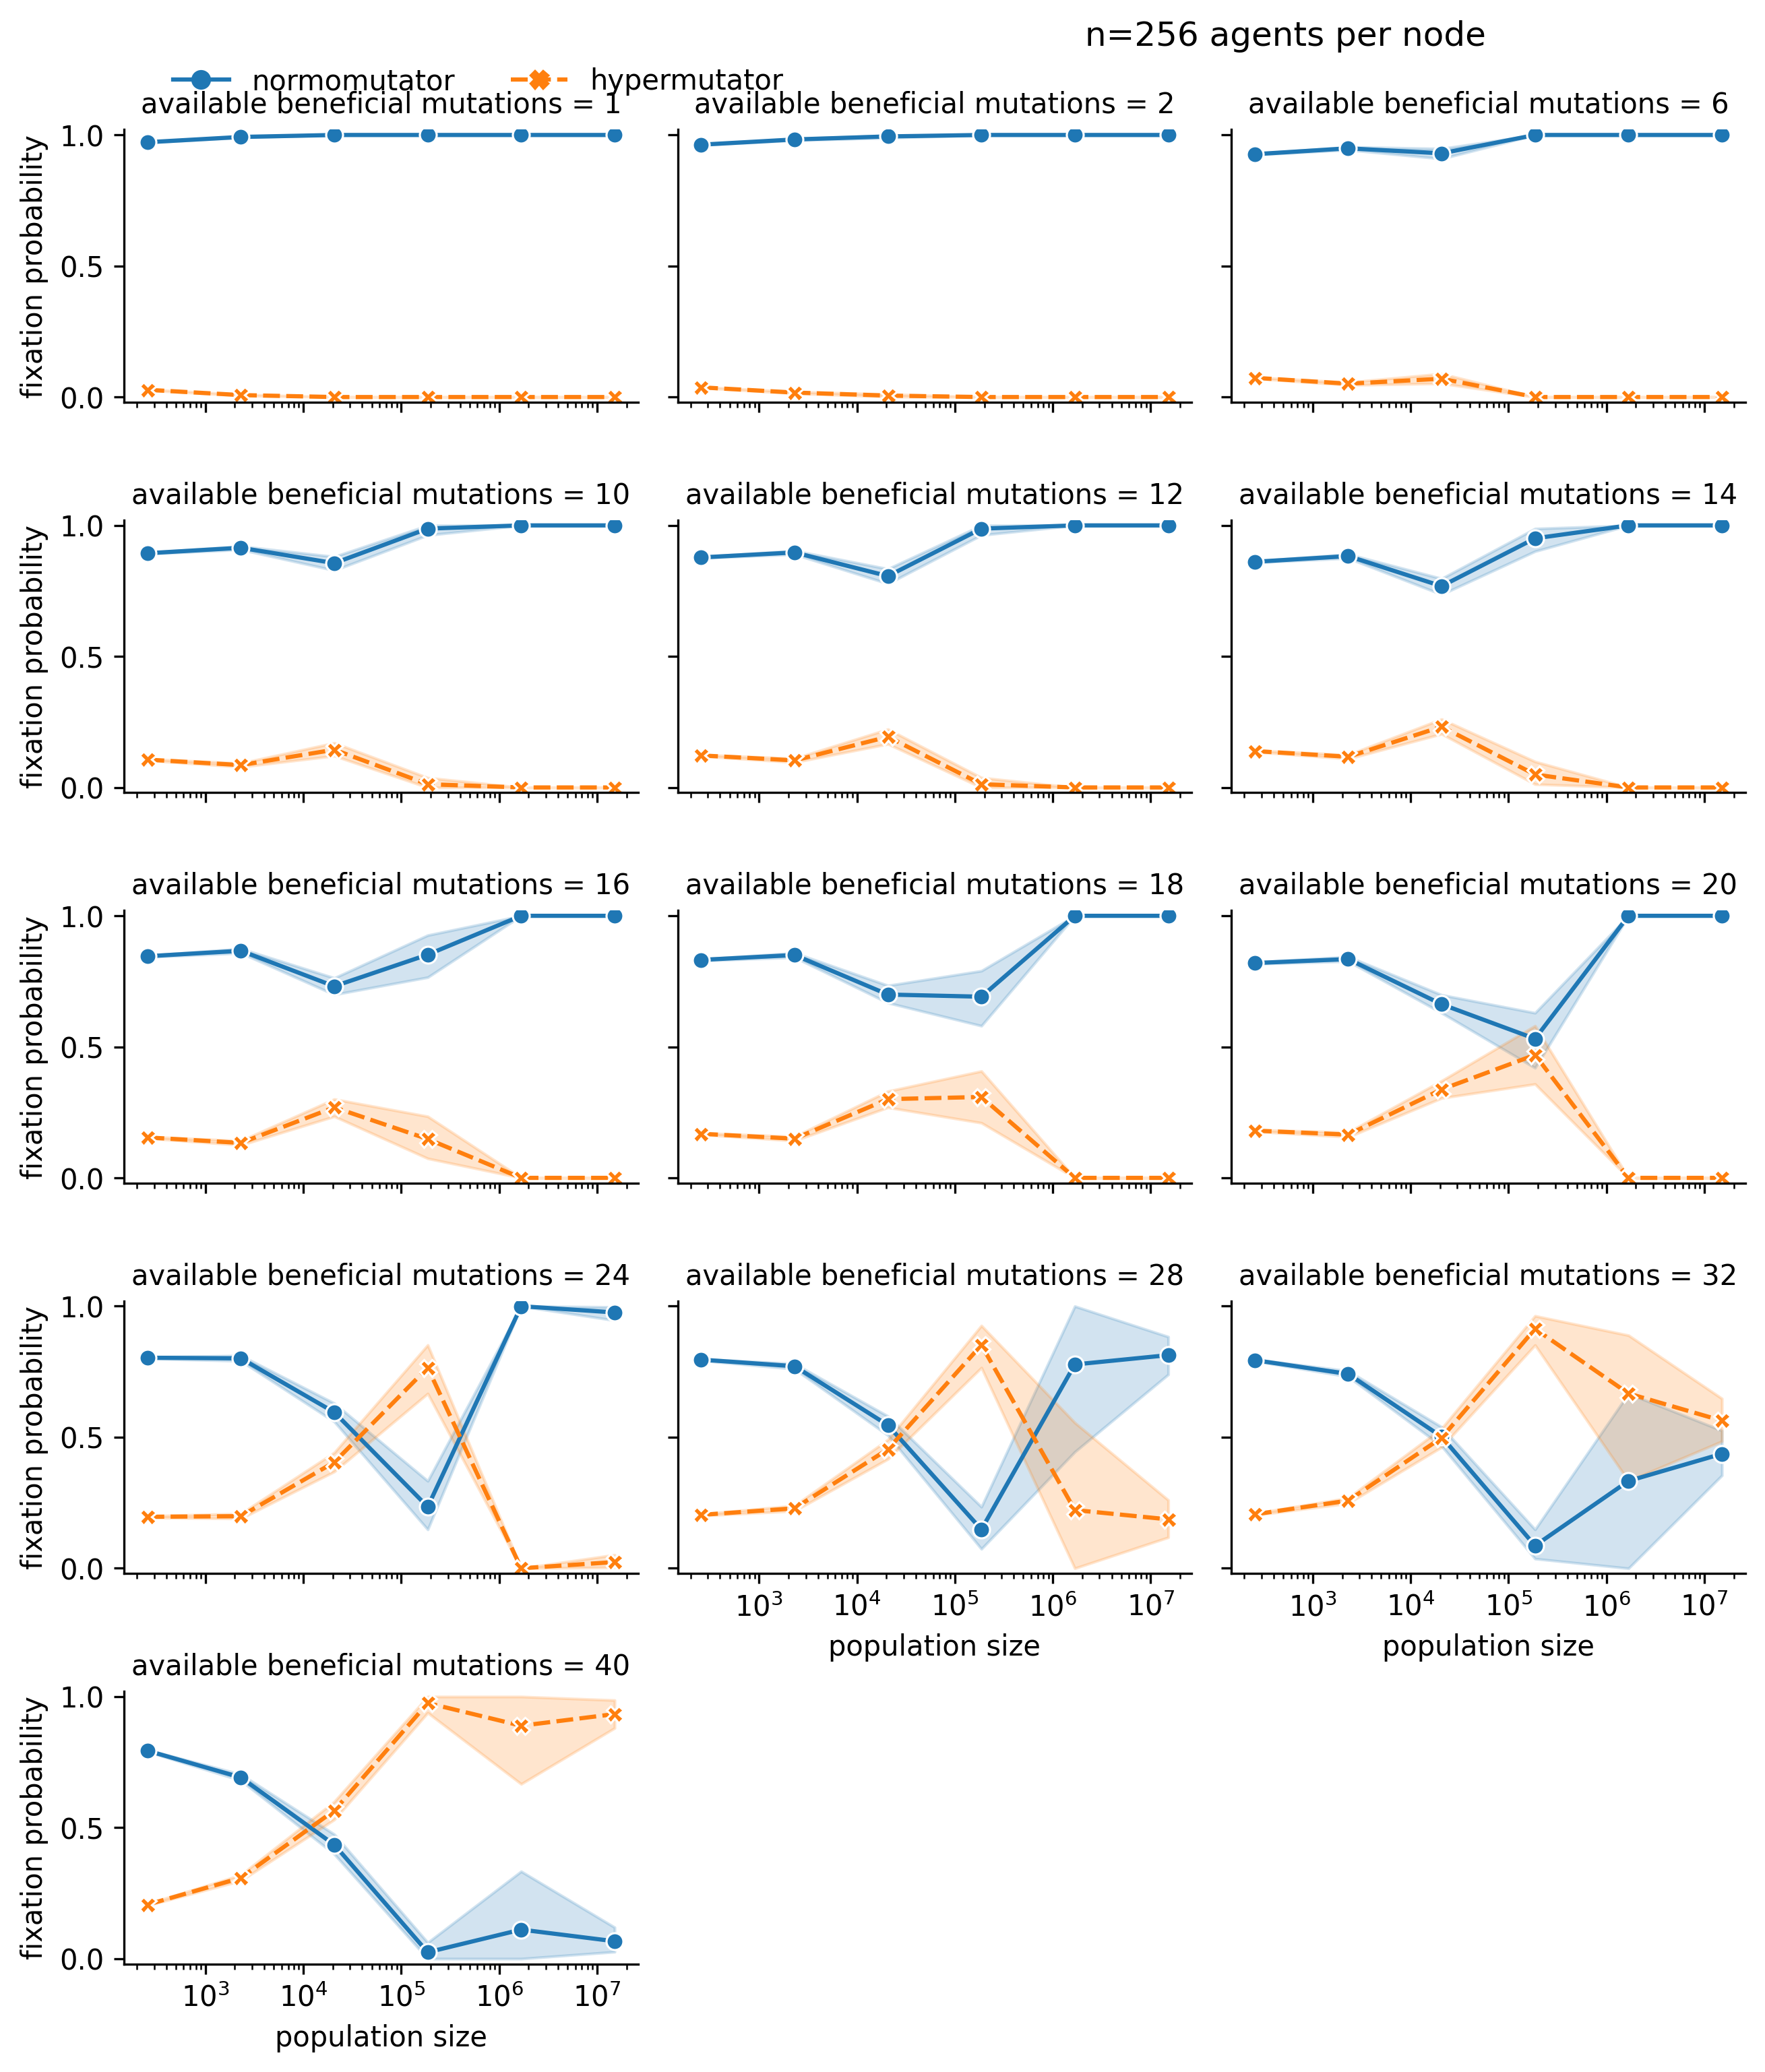 n=256 agents per node
normomutator hypermutator
available beneficial mutations = 1 available beneficial mutations = 2 available beneficial mutations = 6
fixation probability
1.0
0.5
0.0
available beneficial mutations = 10 available beneficial mutations = 12 available beneficial mutations = 14
fixation probability
1.0
0.5
0.0
available beneficial mutations = 16 available beneficial mutations = 18 available beneficial mutations = 20
fixation probability
1.0
0.5
0.0
available beneficial mutations = 24 available beneficial mutations = 28 available beneficial mutations = 32
fixation probability
1.0
0.5
0.0
10³ 10⁴ 10⁵ 10⁶ 10⁷ 10³ 10⁴ 10⁵ 10⁶ 10⁷
population size population size
available beneficial mutations = 40
fixation probability
1.0
0.5
0.0
10³ 10⁴ 10⁵ 10⁶ 10⁷
population size